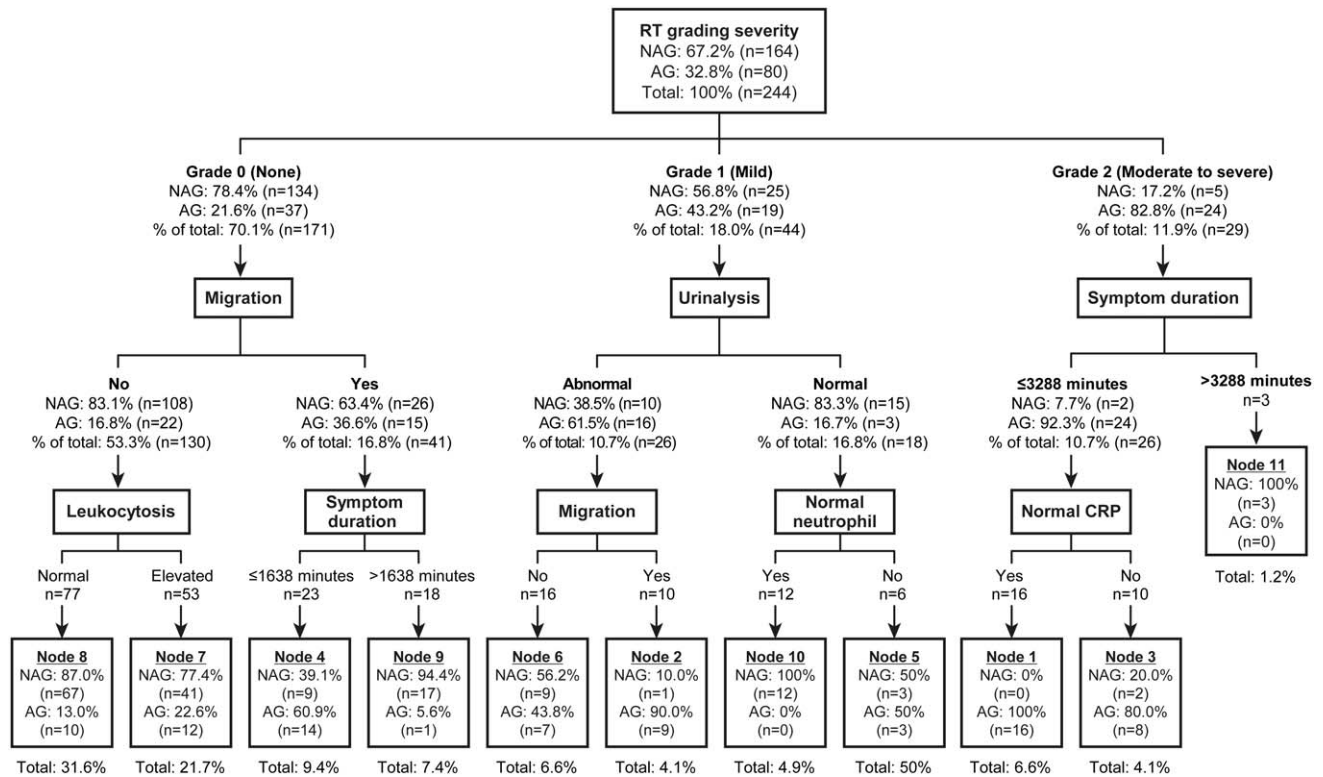 RT grading severity
NAG: 67.2% (n=164)
AG: 32.8% (n=80)
Total: 100% (n=244)
Grade 0 (None)
NAG: 78.4% (n=134)
AG: 21.6% (n=37)
% of total: 70.1% (n=171)
Grade 1 (Mild)
NAG: 56.8% (n=25)
AG: 43.2% (n=19)
% of total: 18.0% (n=44)
Grade 2 (Moderate to severe)
NAG: 17.2% (n=5)
AG: 82.8% (n=24)
% of total: 11.9% (n=29)
Migration
Urinalysis
Symptom duration
No
NAG: 83.1% (n=108)
AG: 16.8% (n=22)
% of total: 53.3% (n=130)
Yes
NAG: 63.4% (n=26)
AG: 36.6% (n=15)
% of total: 16.8% (n=41)
Abnormal
NAG: 38.5% (n=10)
AG: 61.5% (n=16)
% of total: 10.7% (n=26)
Normal
NAG: 83.3% (n=15)
AG: 16.7% (n=3)
% of total: 16.8% (n=18)
≤3288 minutes
NAG: 7.7% (n=2)
AG: 92.3% (n=24)
% of total: 10.7% (n=26)
>3288 minutes
n=3
Node 11
NAG: 100%
(n=3)
AG: 0%
(n=0)
Total: 1.2%
Leukocytosis
Symptom
duration
Migration
Normal
neutrophil
Normal CRP
Normal
n=77
Elevated
n=53
≤1638 minutes
n=23
>1638 minutes
n=18
No
n=16
Yes
n=10
Yes
n=12
No
n=6
Yes
n=16
No
n=10
Node 8
NAG: 87.0%
(n=67)
AG: 13.0%
(n=10)
Total: 31.6%
Node 7
NAG: 77.4%
(n=41)
AG: 22.6%
(n=12)
Total: 21.7%
Node 4
NAG: 39.1%
(n=9)
AG: 60.9%
(n=14)
Total: 9.4%
Node 9
NAG: 94.4%
(n=17)
AG: 5.6%
(n=1)
Total: 7.4%
Node 6
NAG: 56.2%
(n=9)
AG: 43.8%
(n=7)
Total: 6.6%
Node 2
NAG: 10.0%
(n=1)
AG: 90.0%
(n=9)
Total: 4.1%
Node 10
NAG: 100%
(n=12)
AG: 0%
(n=0)
Total: 4.9%
Node 5
NAG: 50%
(n=3)
AG: 50%
(n=3)
Total: 50%
Node 1
NAG: 0%
(n=0)
AG: 100%
(n=16)
Total: 6.6%
Node 3
NAG: 20.0%
(n=2)
AG: 80.0%
(n=8)
Total: 4.1%